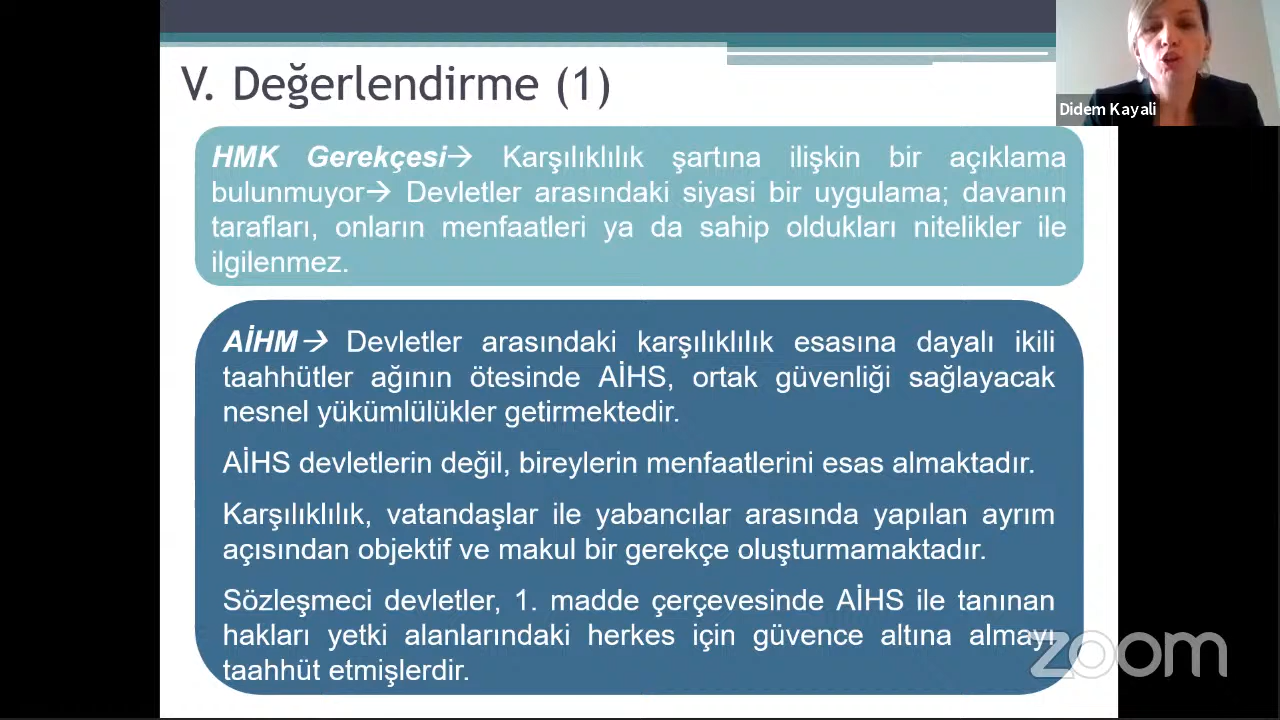 V. Değerlendirme (1)
Didem Kayali
HMK Gerekçesi→ Karşılıklılık şartına ilişkin bir açıklama
bulunmuyor→ Devletler arasındaki siyasi bir uygulama; davanın
tarafları, onların menfaatleri ya da sahip oldukları nitelikler ile
ilgilenmez.
AİHM→ Devletler arasındaki karşılıklılık esasına dayalı ikili
taahhütler ağının ötesinde AİHS, ortak güvenliği sağlayacak
nesnel yükümlülükler getirmektedir.
AİHS devletlerin değil, bireylerin menfaatlerini esas almaktadır.
Karşılıklılık, vatandaşlar ile yabancılar arasında yapılan ayrım
açısından objektif ve makul bir gerekçe oluşturmamaktadır.
Sözleşmeci devletler, 1. madde çerçevesinde AİHS ile tanınan
hakları yetki alanlarındaki herkes için güvence altına almayı
taahhüt etmişlerdir.
zoom